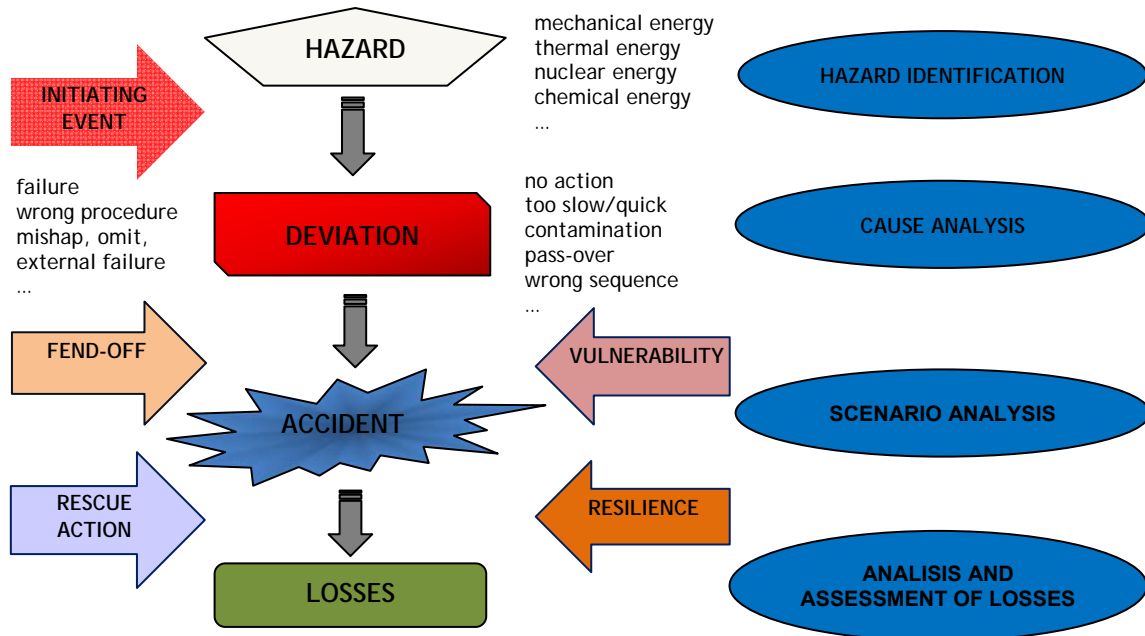 HAZARD
mechanical energy
thermal energy
nuclear energy
chemical energy
...
HAZARD IDENTIFICATION
INITIATING
EVENT
failure
wrong procedure
mishap, omit,
external failure
...
DEVIATION
no action
too slow/quick
contamination
pass-over
wrong sequence
...
CAUSE ANALYSIS
FEND-OFF
VULNERABILITY
ACCIDENT
SCENARIO ANALYSIS
RESCUE
ACTION
RESILIENCE
LOSSES
ANALISIS AND
ASSESSMENT OF LOSSES